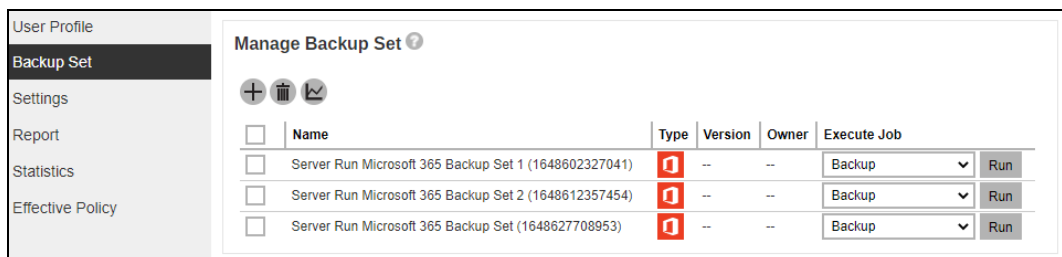 User Profile
Backup Set
Settings
Report
Statistics
Effective Policy
Manage Backup Set ?
Name Type Version Owner Execute Job
Server Run Microsoft 365 Backup Set 1 (1648602327041) -- -- Backup Run
Server Run Microsoft 365 Backup Set 2 (1648612357454) -- -- Backup Run
Server Run Microsoft 365 Backup Set (1648627708953) -- -- Backup Run